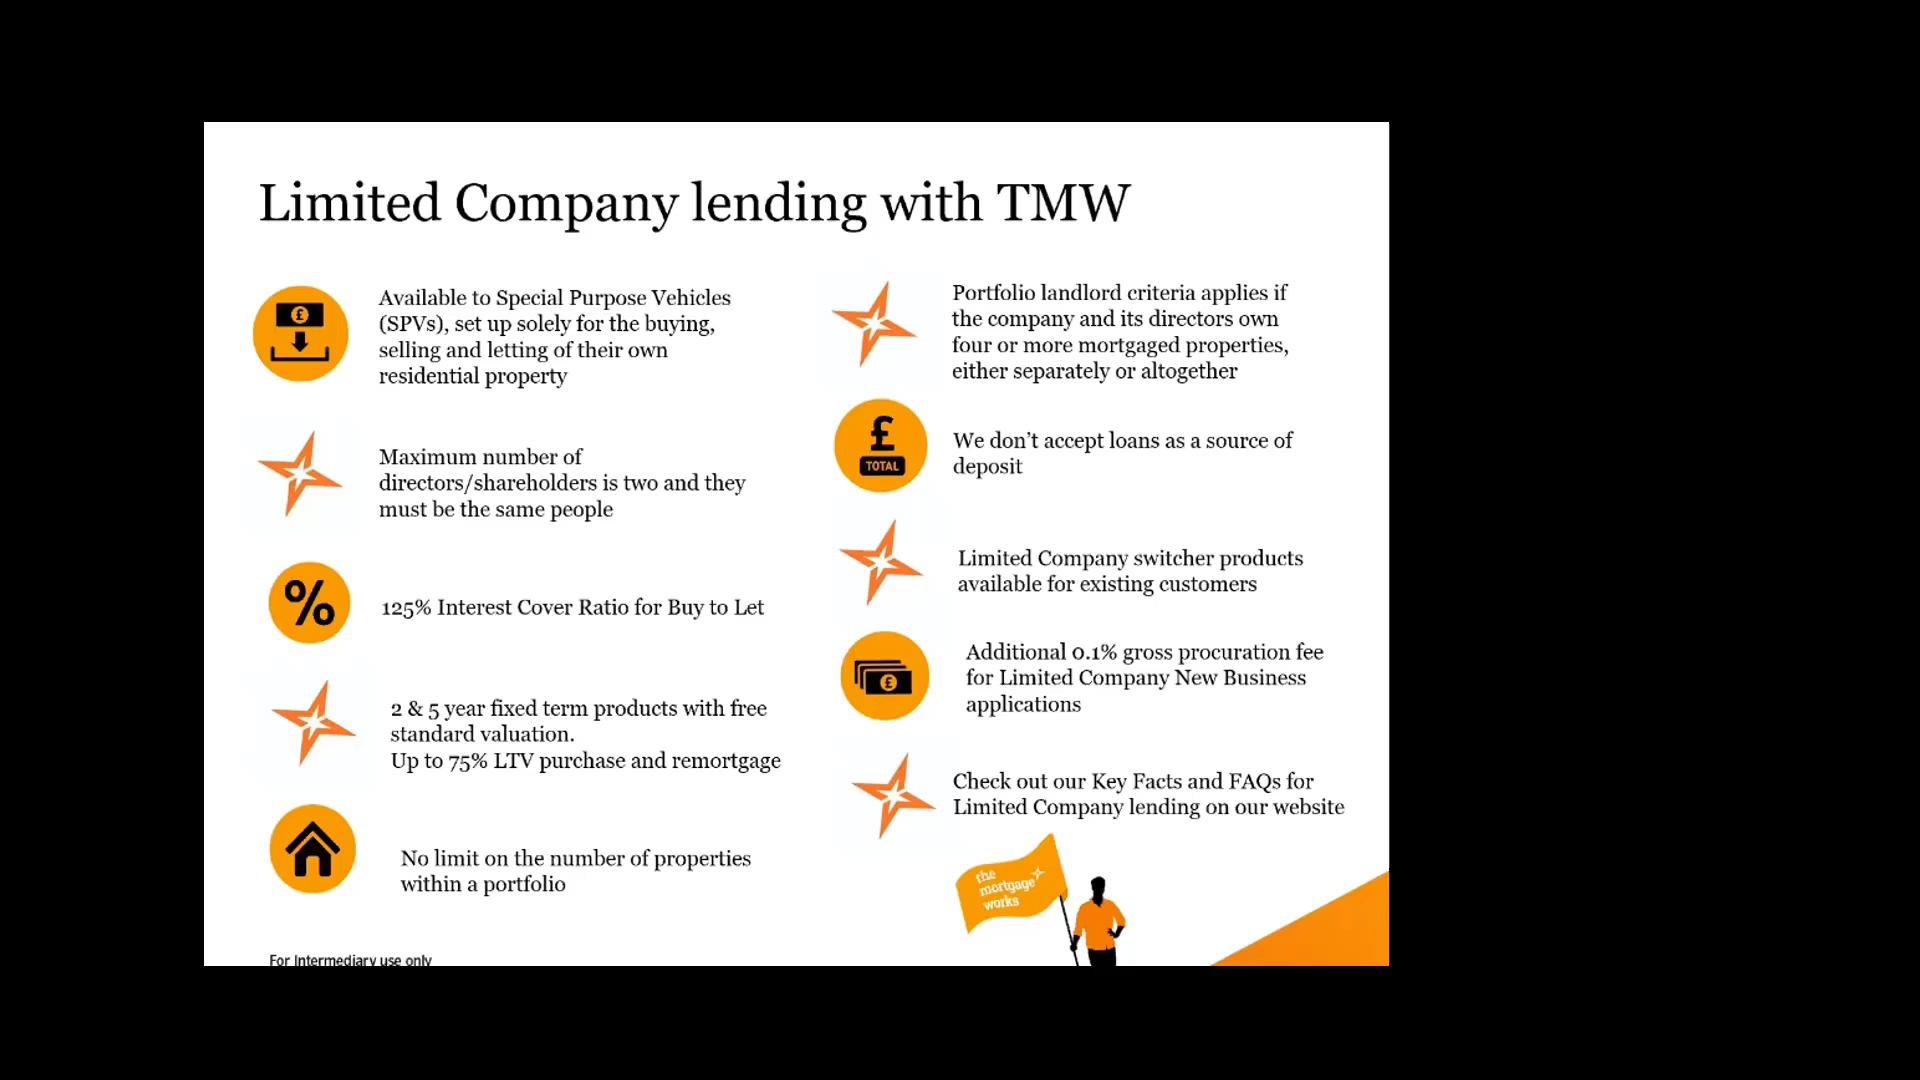 Limited Company lending with TMW
£
Available to Special Purpose Vehicles
(SPVs), set up solely for the buying,
selling and letting of their own
residential property
Maximum number of
directors/shareholders is two and they
must be the same people
%
125% Interest Cover Ratio for Buy to Let
2 & 5 year fixed term products with free
standard valuation.
Up to 75% LTV purchase and remortgage
No limit on the number of properties
within a portfolio
Portfolio landlord criteria applies if
the company and its directors own
four or more mortgaged properties,
either separately or altogether
£
TOTAL
We don’t accept loans as a source of
deposit
Limited Company switcher products
available for existing customers
£
Additional 0.1% gross procuration fee
for Limited Company New Business
applications
Check out our Key Facts and FAQs for
Limited Company lending on our website
the
mortgage
works
For Intermediary use only